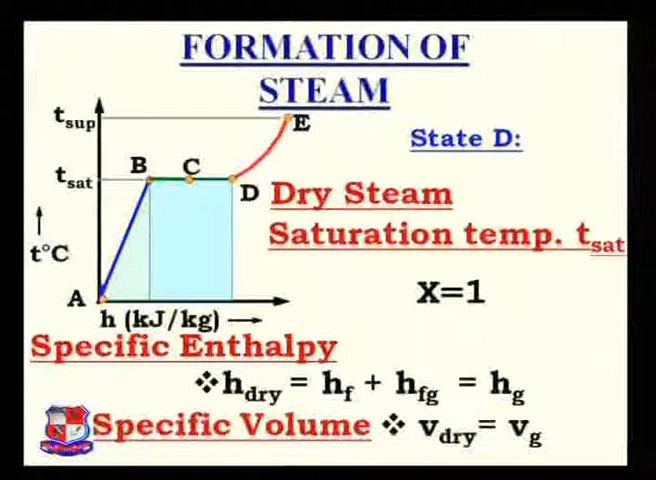 FORMATION OF
STEAM
tsup
E
State D:
B
C
tsat
D
Dry Steam
Saturation temp. tsat
t°C
x=1
A
h (kJ/kg)
Specific Enthalpy
❖hdry = hf + hfg = hg
Specific Volume ❖ vdry= vg